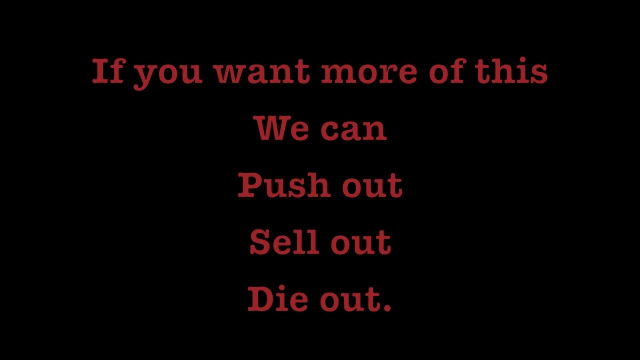 If you want more of this
We can
Push out
Sell out
Die out.